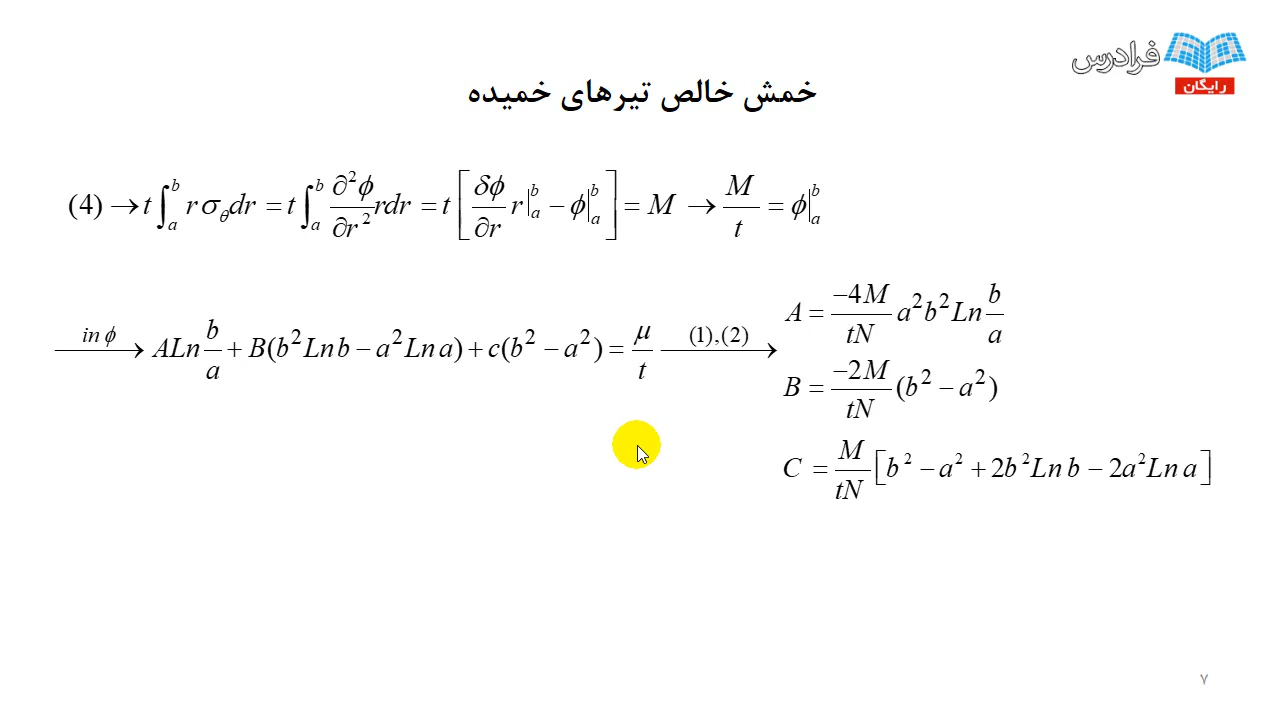 فرادرس
رایگان
خمش خالص تیرهای خمیده
(4) → t ∫_a^b r σ_θ dr = t ∫_a^b ∂²ϕ/∂r² rdr = t [ δϕ/∂r r|_a^b − ϕ|_a^b ] = M → M/t = ϕ|_a^b
in ϕ → ALn b/a + B(b² Ln b − a² Ln a) + c(b² − a²) = μ/t (1),(2) →
A = −4M/tN a²b² Ln b/a
B = −2M/tN (b² − a²)
C = M/tN [b² − a² + 2b² Ln b − 2a² Ln a]
۷